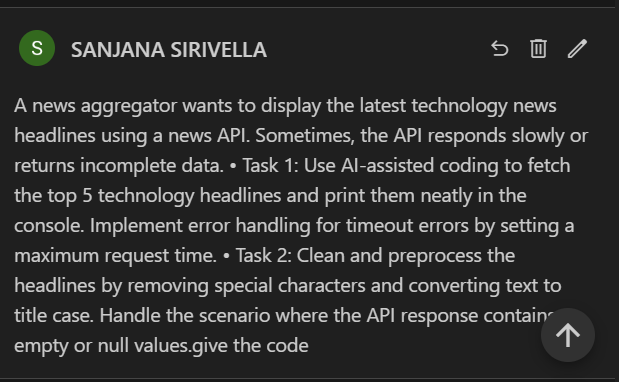 S SANJANA SIRIVELLA
A news aggregator wants to display the latest technology news
headlines using a news API. Sometimes, the API responds slowly or
returns incomplete data. • Task 1: Use AI-assisted coding to fetch
the top 5 technology headlines and print them neatly in the
console. Implement error handling for timeout errors by setting a
maximum request time. • Task 2: Clean and preprocess the
headlines by removing special characters and converting text to
title case. Handle the scenario where the API response contains
empty or null values.give the code